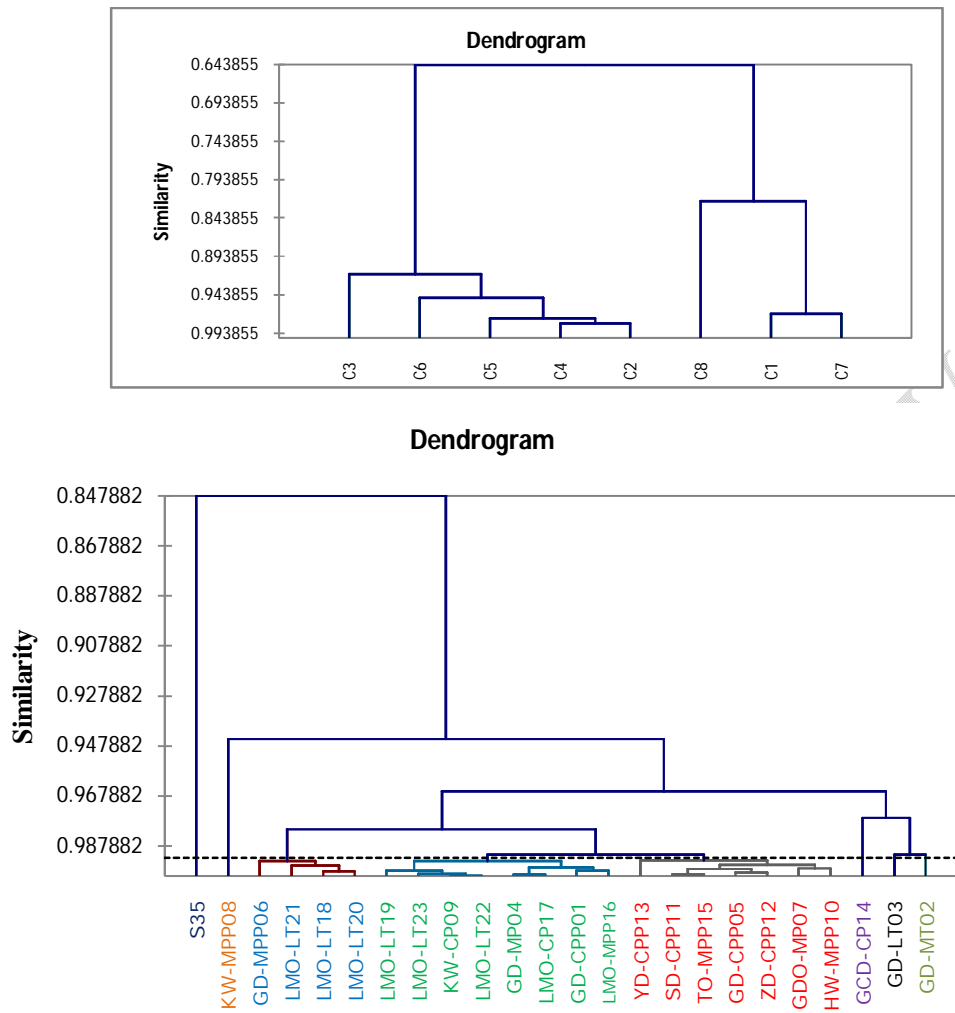 Dendrogram
Similarity
0.643855
0.693855
0.743855
0.793855
0.843855
0.893855
0.943855
0.993855
C3
C6
C5
C4
C2
C8
C1
C7
Dendrogram
Similarity
0.847882
0.867882
0.887882
0.907882
0.927882
0.947882
0.967882
0.987882
S35
KW-MPP08
GD-MPP06
LMO-LT21
LMO-LT18
LMO-LT20
LMO-LT19
LMO-LT23
KW-CP09
LMO-LT22
GD-MP04
LMO-CP17
GD-CPP01
LMO-MPP16
YD-CPP13
SD-CPP11
TO-MPP15
GD-CPP05
ZD-CPP12
GDO-MP07
HW-MPP10
GCD-CP14
GD-LT03
GD-MT02